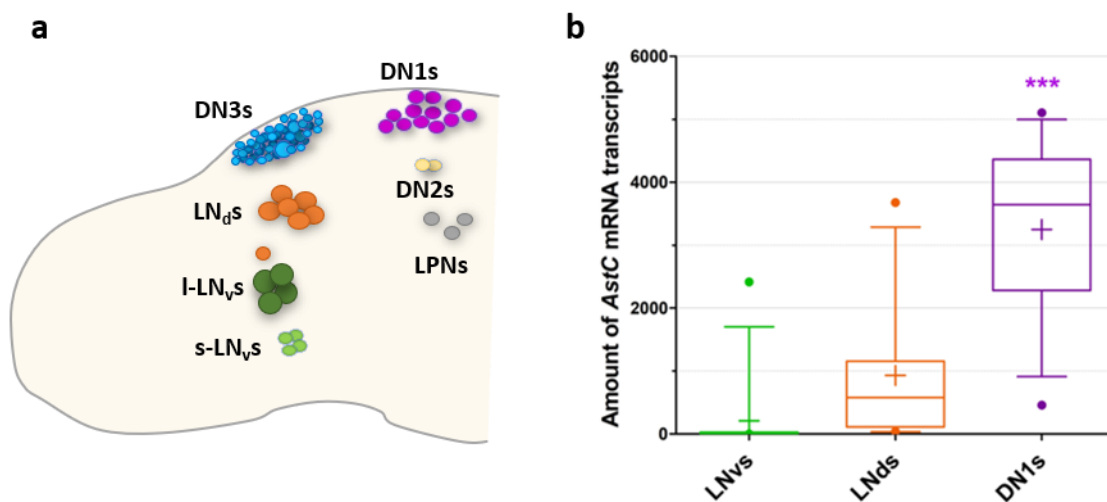 a
DN1s
DN3s
DN2s
LNds
LPNs
l-LNvs
s-LNvs
b
Amount of AstC mRNA transcripts
6000
4000
2000
0
***
LNvs
LNds
DN1s